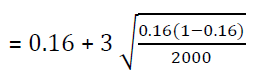 = 0.16 + 3 √(0.16(1−0.16)/2000)